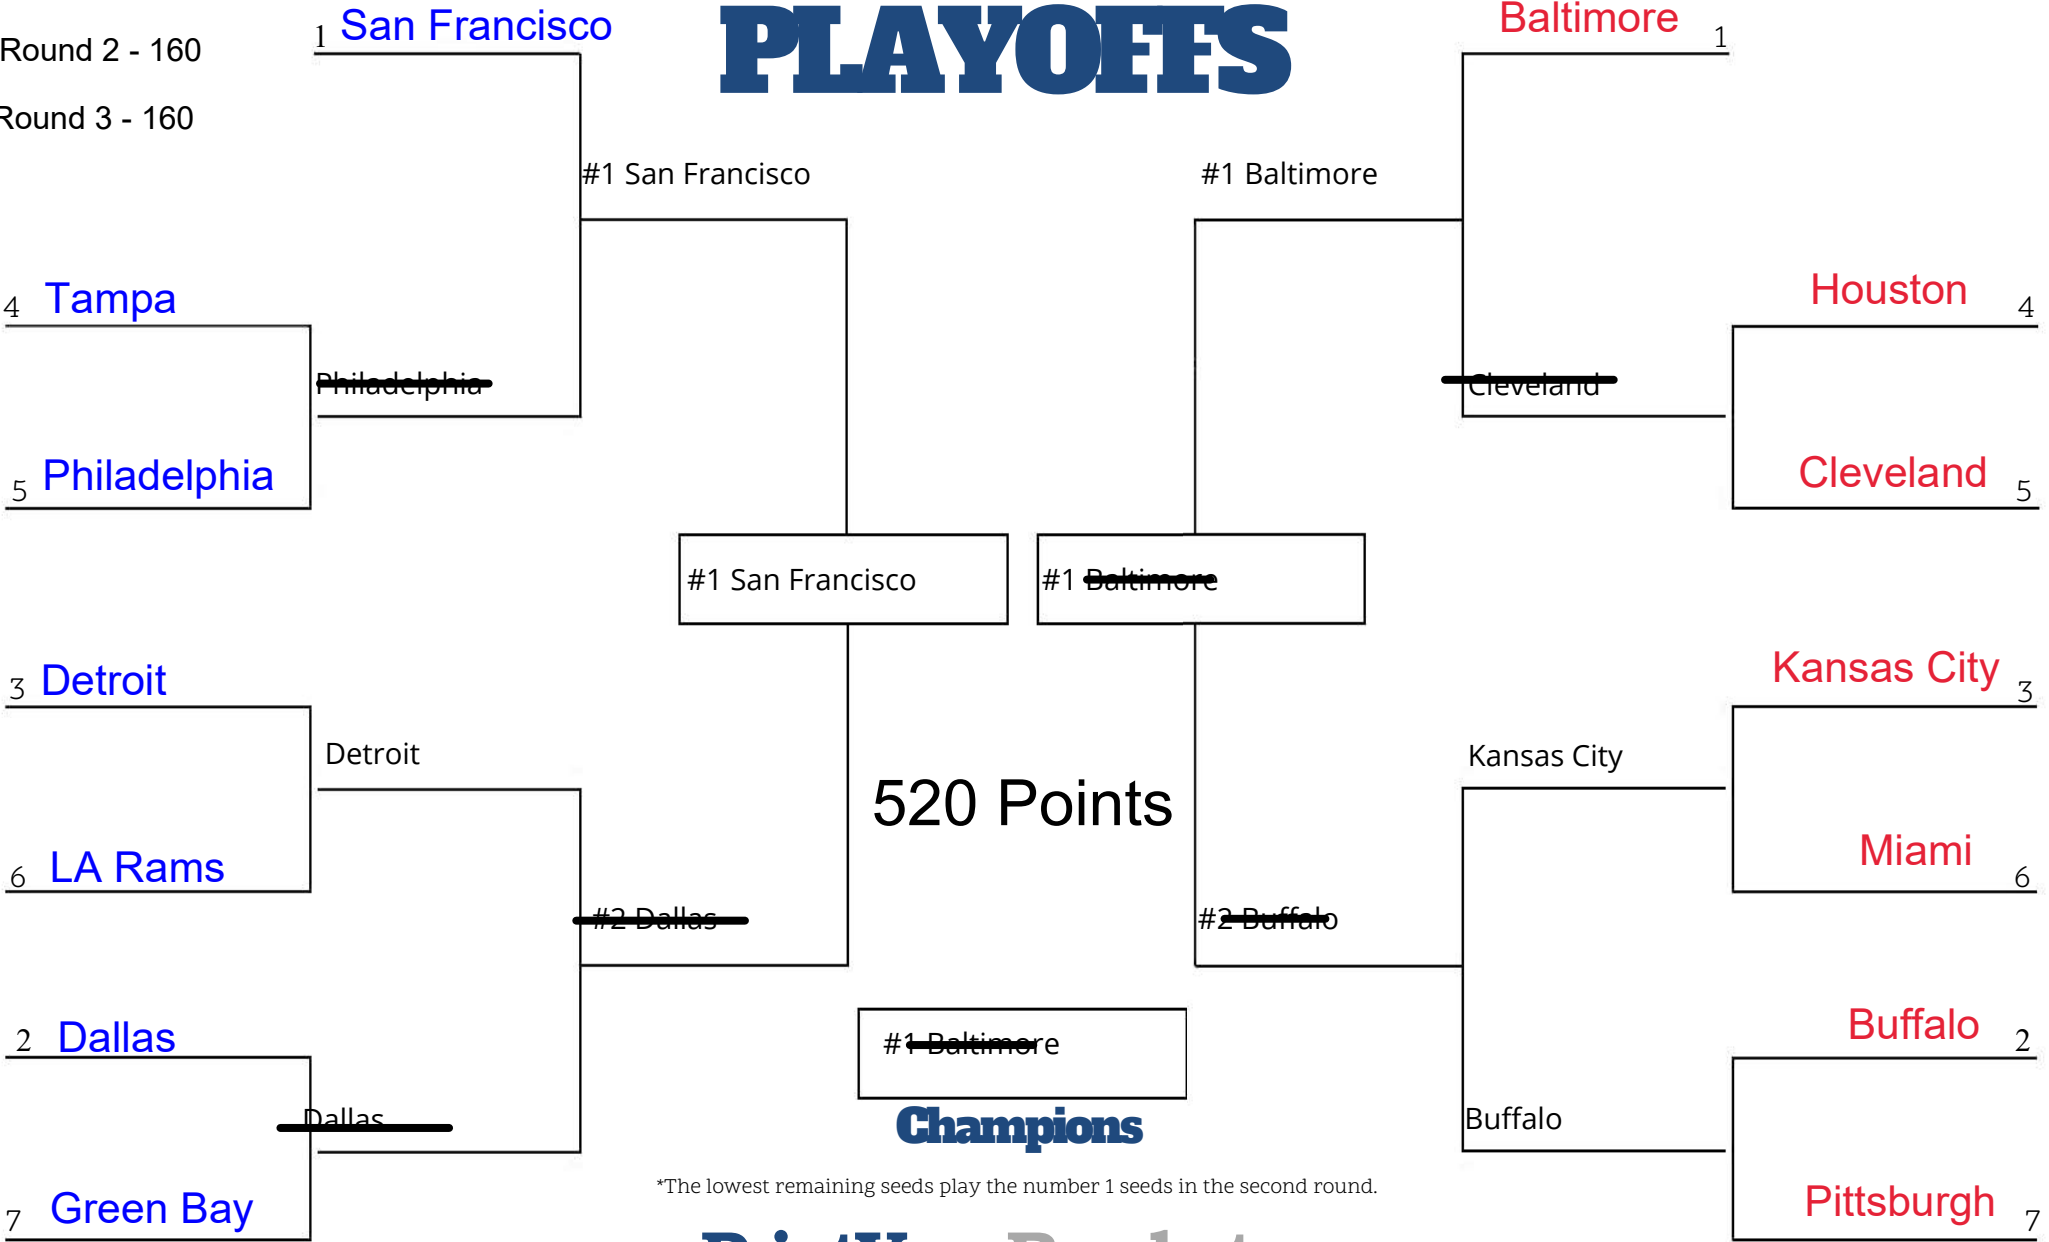 PLAYOFFS
Round 2 - 160
Round 3 - 160
1 San Francisco
Baltimore 1
#1 San Francisco
#1 Baltimore
4 Tampa
Houston 4
Philadelphia
Cleveland
5 Philadelphia
Cleveland 5
#1 San Francisco
#1 Baltimore
3 Detroit
Kansas City 3
Detroit
Kansas City
520 Points
6 LA Rams
Miami 6
#2 Dallas
#2 Buffalo
2 Dallas
Buffalo 2
#1 Baltimore
Champions
Dallas
Buffalo
*The lowest remaining seeds play the number 1 seeds in the second round.
7 Green Bay
Pittsburgh 7